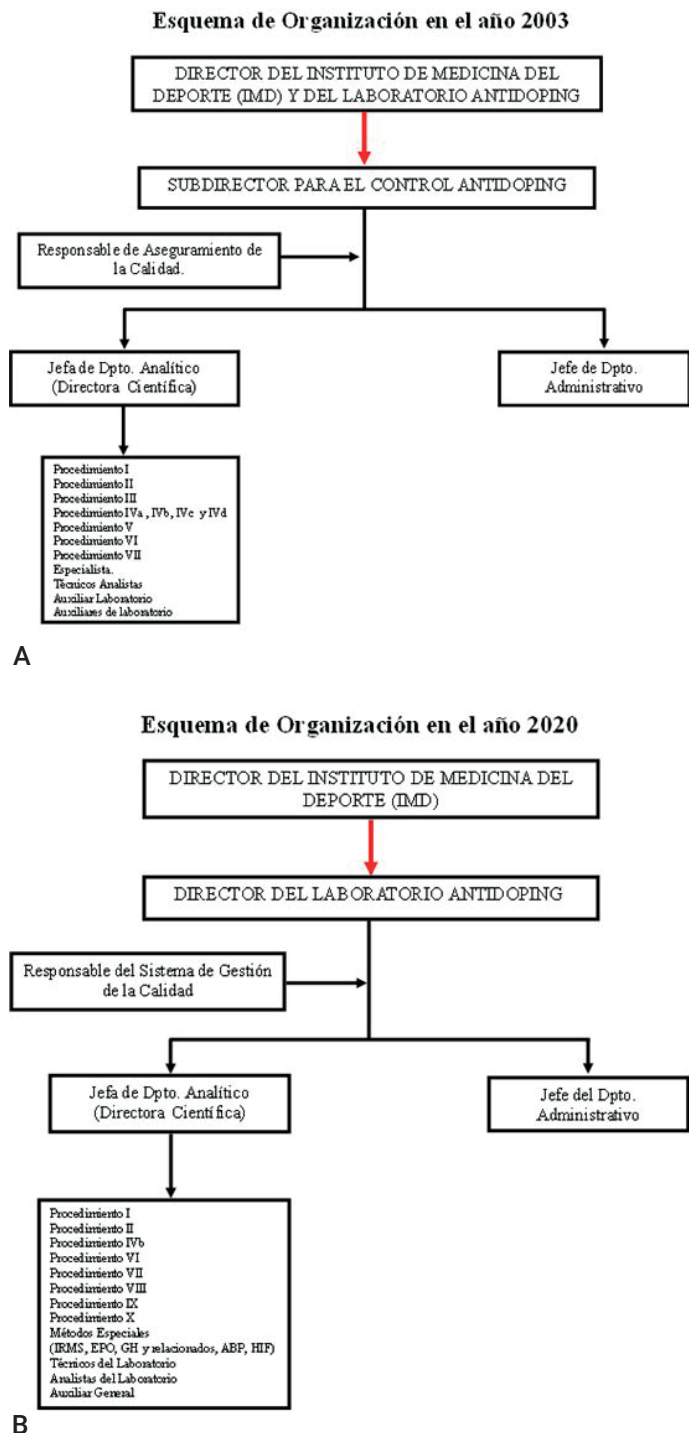 Esquema de Organización en el año 2003
DIRECTOR DEL INSTITUTO DE MEDICINA DEL
DEPORTE (IMD) Y DEL LABORATORIO ANTIDOPING
SUBDIRECTOR PARA EL CONTROL ANTIDOPING
Responsable de Aseguramiento de
la Calidad.
Jefa de Dpto. Analítico
(Directora Científica)
Jefe de Dpto.
Administrativo
Procedimiento I
Procedimiento II
Procedimiento III
Procedimiento IVa , IVb, IVc y IVd
Procedimiento V
Procedimiento VI
Procedimiento VII
Especialista.
Técnicos Analistas
Auxiliar Laboratorio
Auxiliares de laboratorio
A
Esquema de Organización en el año 2020
DIRECTOR DEL INSTITUTO DE MEDICINA DEL
DEPORTE (IMD)
DIRECTOR DEL LABORATORIO ANTIDOPING
Responsable del Sistema de Gestión
de la Calidad
Jefa de Dpto. Analítico
(Directora Científica)
Jefe del Dpto.
Administrativo
Procedimiento I
Procedimiento II
Procedimiento IVb
Procedimiento VI
Procedimiento VII
Procedimiento VIII
Procedimiento IX
Procedimiento X
Métodos Especiales
(IRMS, EPO, GH y relacionados, ABP, HIF)
Técnicos del Laboratorio
Analistas del Laboratorio
Auxiliar General
B